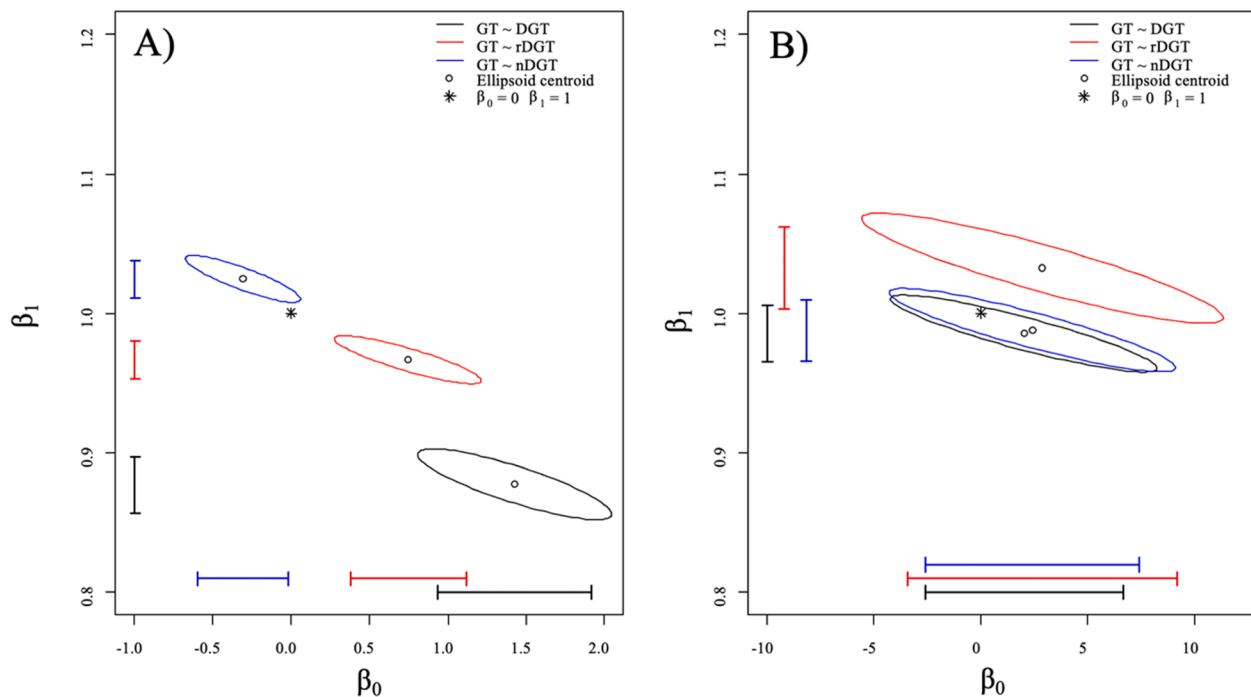 A)
GT ~ DGT
GT ~ rDGT
GT ~ nDGT
Ellipsoid centroid
β0 = 0 β1 = 1
1.2
1.1
1.0
0.9
0.8
β1
-1.0 -0.5 0.0 0.5 1.0 1.5 2.0
β0
B)
GT ~ DGT
GT ~ rDGT
GT ~ nDGT
Ellipsoid centroid
β0 = 0 β1 = 1
1.2
1.1
1.0
0.9
0.8
β1
-10 -5 0 5 10
β0